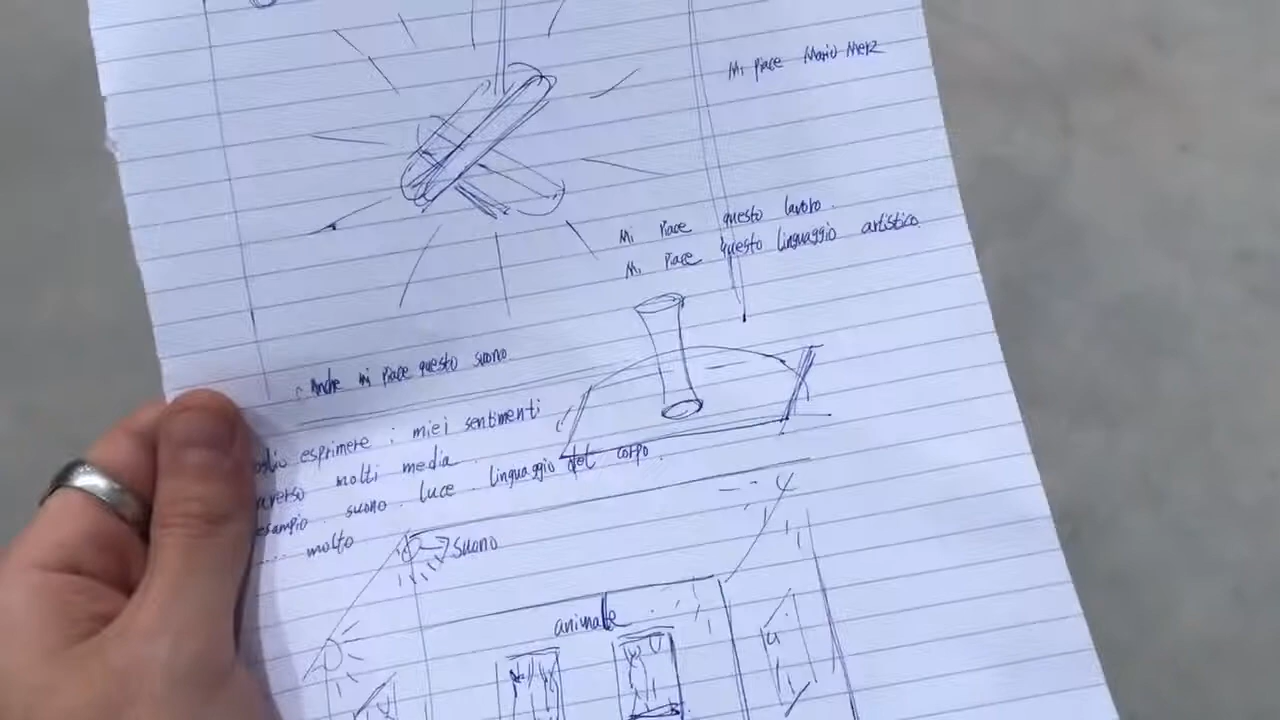 Mi piace Mario Merz
Mi piace questo lavoro.
Mi piace questo linguaggio artistico.
Anche mi piace questo suono
esprimere i miei sentimenti
molti media
suono. luce. linguaggio del corpo.
.... molto
suono
animate